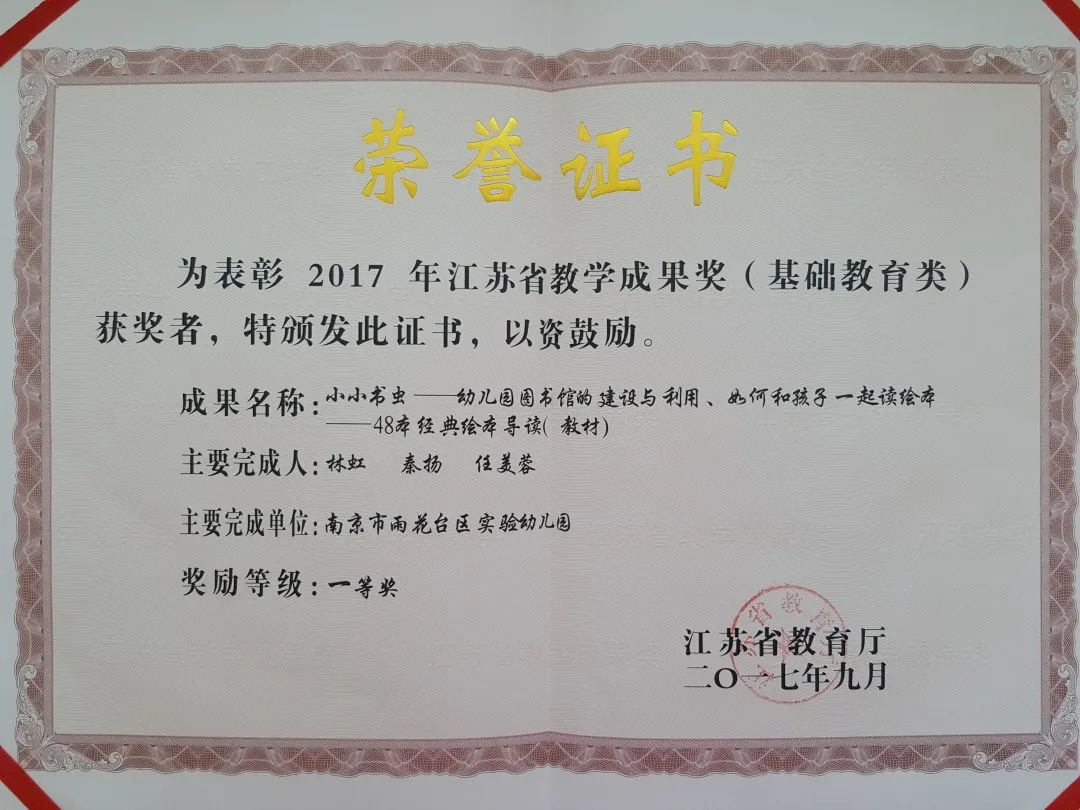 荣誉证书
为表彰 2017 年江苏省教学成果奖（基础教育类）
获奖者，特颁发此证书，以资鼓励。
成果名称：小小书虫——幼儿园图书馆的建设与利用、如何和孩子一起读绘本
——48本经典绘本导读（教材）
主要完成人：林虹 秦扬 任美蓉
主要完成单位：南京市雨花台区实验幼儿园
奖励等级：一等奖
江苏省教育厅
二〇一七年九月